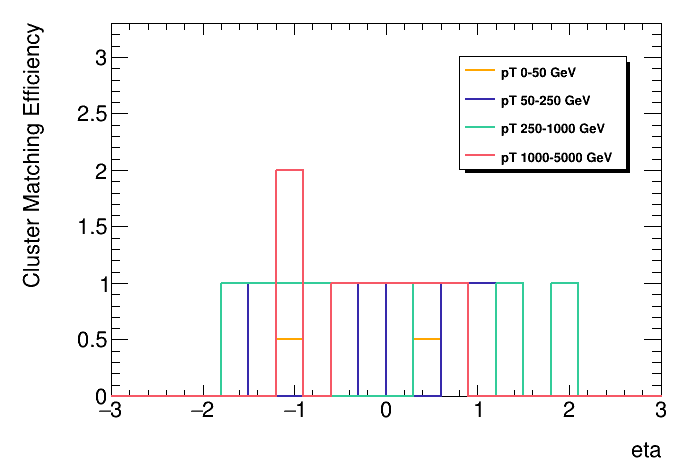 Cluster Matching Efficiency
3
2.5
2
1.5
1
0.5
0
pT 0-50 GeV
pT 50-250 GeV
pT 250-1000 GeV
pT 1000-5000 GeV
−3 −2 −1 0 1 2 3
eta